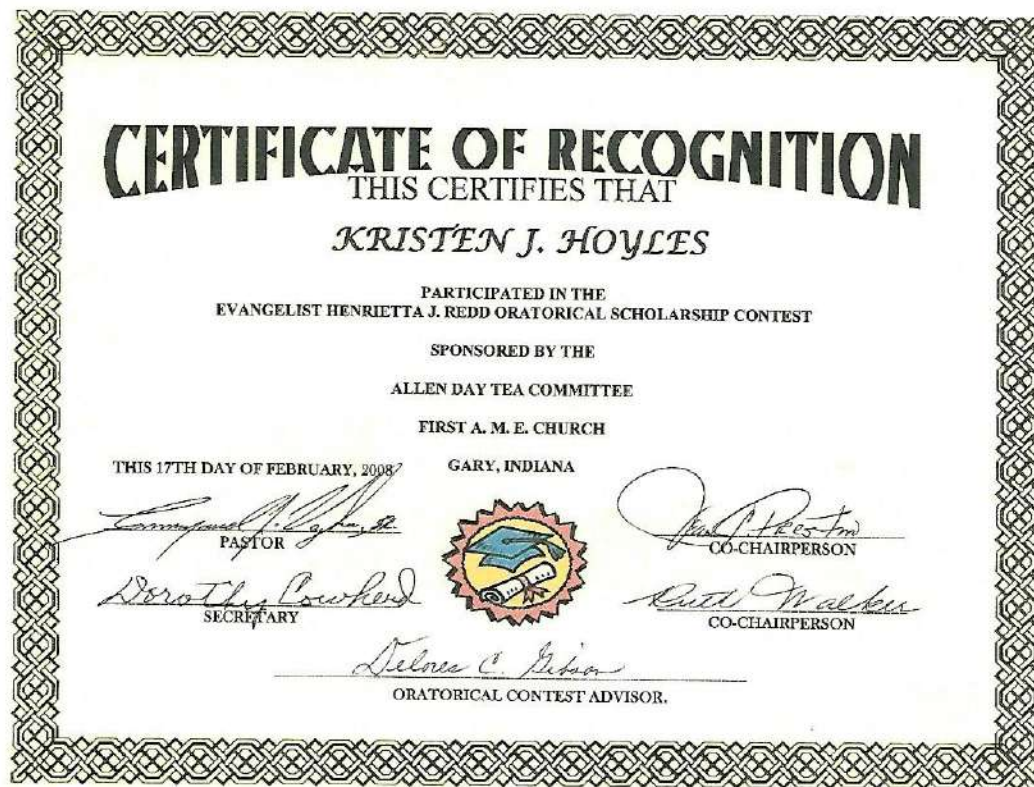 CERTIFICATE OF RECOGNITION
THIS CERTIFIES THAT
KRISTEN J. HOYLES
PARTICIPATED IN THE
EVANGELIST HENRIETTA J. REDD ORATORICAL SCHOLARSHIP CONTEST
SPONSORED BY THE
ALLEN DAY TEA COMMITTEE
FIRST A. M. E. CHURCH
THIS 17TH DAY OF FEBRUARY, 2008
GARY, INDIANA
PASTOR
CO-CHAIRPERSON
Dorothy Cowherd
SECRETARY
Ruth Walker
CO-CHAIRPERSON
Delores C. Gibson
ORATORICAL CONTEST ADVISOR.